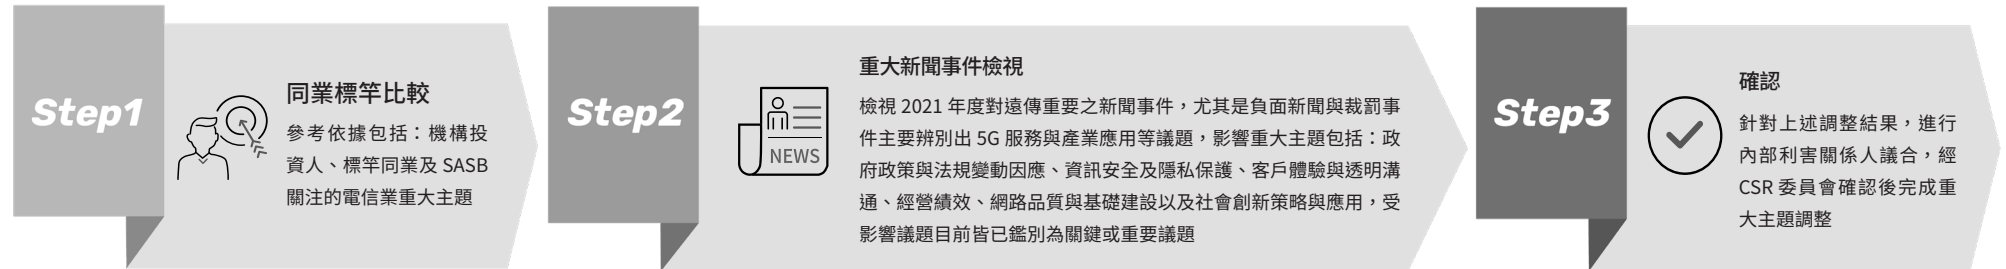 Step1
同業標竿比較
參考依據包括：機構投
資人、標竿同業及 SASB
關注的電信業重大主題
Step2
NEWS
重大新聞事件檢視
檢視 2021 年度對遠傳重要之新聞事件，尤其是負面新聞與裁罰事
件主要辨別出 5G 服務與產業應用等議題，影響重大主題包括：政
府政策與法規變動因應、資訊安全及隱私保護、客戶體驗與透明溝
通、經營績效、網路品質與基礎建設以及社會創新策略與應用，受
影響議題目前皆已鑑別為關鍵或重要議題
Step3
確認
針對上述調整結果，進行
內部利害關係人議合，經
CSR 委員會確認後完成重
大主題調整